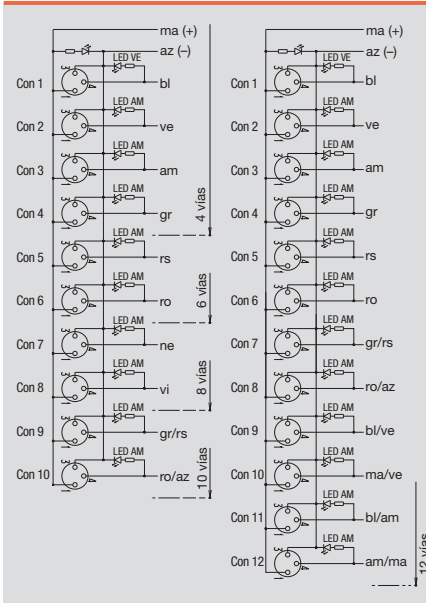 ma (+)
az (–)
LED VE
Con 1
bl
LED AM
Con 2
ve
LED AM
Con 3
am
LED AM
Con 4
gr
4 vías
LED AM
Con 5
rs
LED AM
Con 6
ro
6 vías
LED AM
Con 7
ne
LED AM
Con 8
vi
8 vías
LED AM
Con 9
gr/rs
LED AM
Con 10
ro/az
10 vías
ma (+)
az (–)
LED VE
Con 1
bl
LED AM
Con 2
ve
LED AM
Con 3
am
LED AM
Con 4
gr
LED AM
Con 5
rs
LED AM
Con 6
ro
LED AM
Con 7
gr/rs
LED AM
Con 8
ro/az
LED AM
Con 9
bl/ve
LED AM
Con 10
ma/ve
LED AM
Con 11
bl/am
LED AM
Con 12
am/ma
12 vías